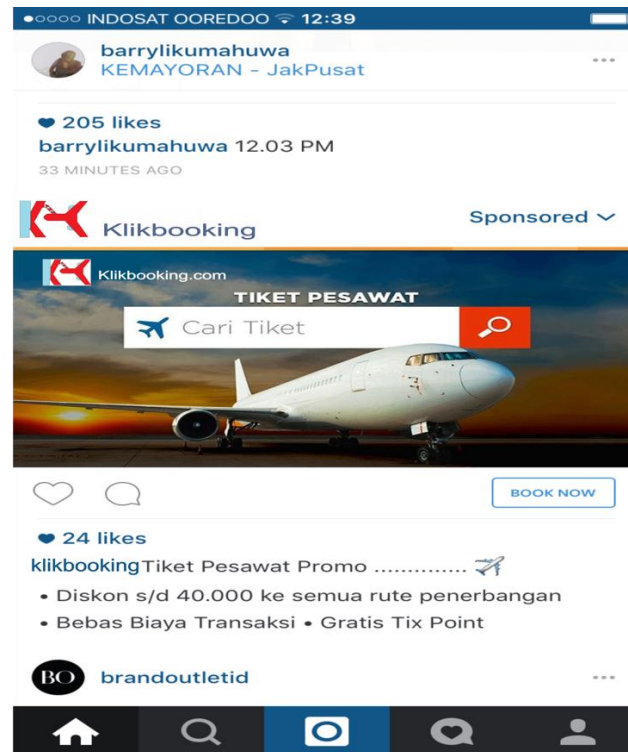 INDOSAT OOREDOO 12:39
barrylikumahuwa
KEMAYORAN - JakPusat
205 likes
barrylikumahuwa 12.03 PM
33 MINUTES AGO
Klikbooking
Sponsored
Klikbooking.com
TIKET PESAWAT
Cari Tiket
BOOK NOW
24 likes
klikbooking Tiket Pesawat Promo ..............
• Diskon s/d 40.000 ke semua rute penerbangan
• Bebas Biaya Transaksi • Gratis Tix Point
BO brandoutletid